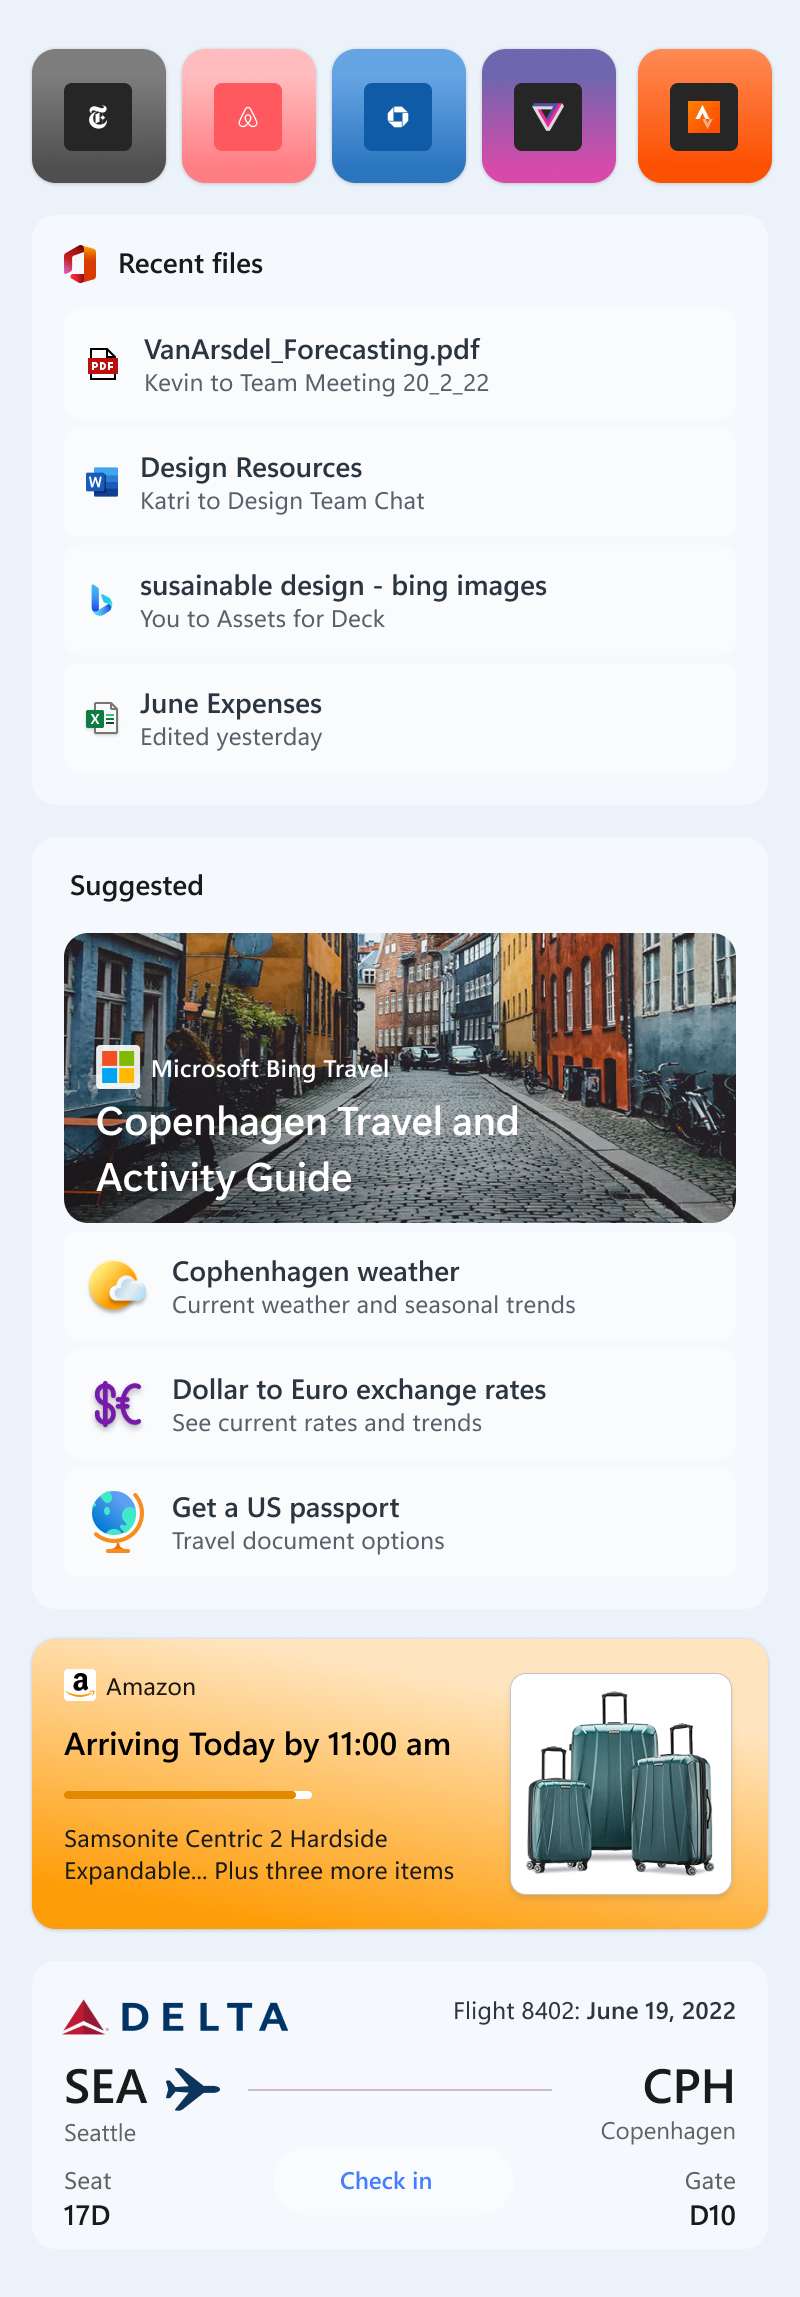 Recent files
PDF
VanArsdel_Forecasting.pdf
Kevin to Team Meeting 20_2_22
W
Design Resources
Katri to Design Team Chat
susainable design - bing images
You to Assets for Deck
X
June Expenses
Edited yesterday
Suggested
Microsoft Bing Travel
Copenhagen Travel and
Activity Guide
Cophenhagen weather
Current weather and seasonal trends
$€
Dollar to Euro exchange rates
See current rates and trends
Get a US passport
Travel document options
a Amazon
Arriving Today by 11:00 am
Samsonite Centric 2 Hardside
Expandable... Plus three more items
DELTA
Flight 8402: June 19, 2022
SEA
CPH
Seattle
Copenhagen
Seat
Check in
Gate
17D
D10